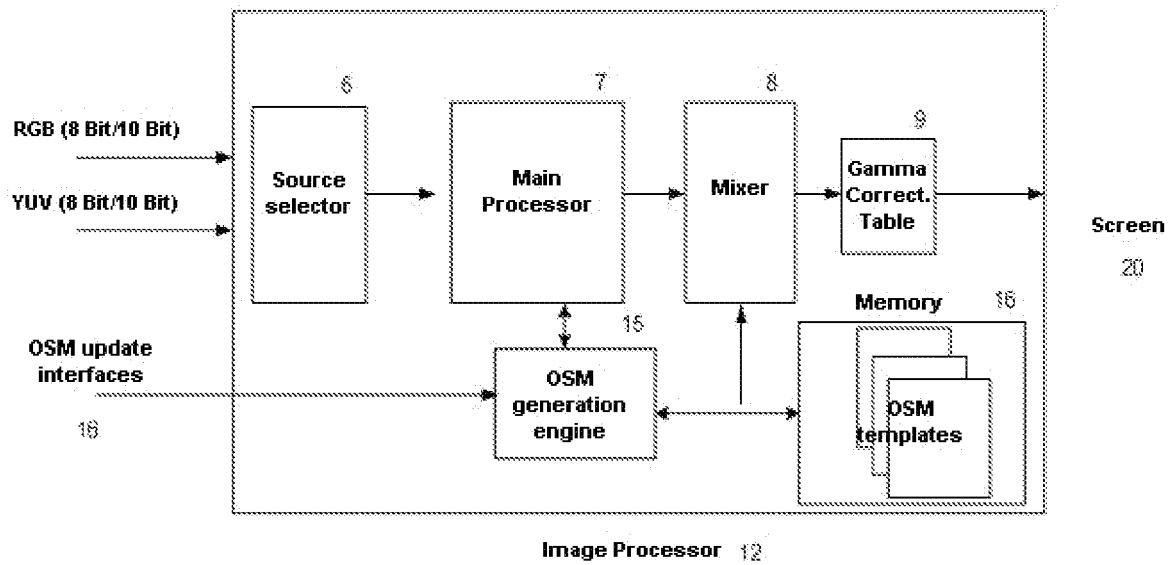 6
7
8
9
RGB (8 Bit/10 Bit)
YUV (8 Bit/10 Bit)
Source
selector
Main
Processor
Mixer
Gamma
Correct.
Table
Screen
20
Memory
16
15
OSM update
interfaces
16
OSM
generation
engine
OSM
templates
Image Processor 12